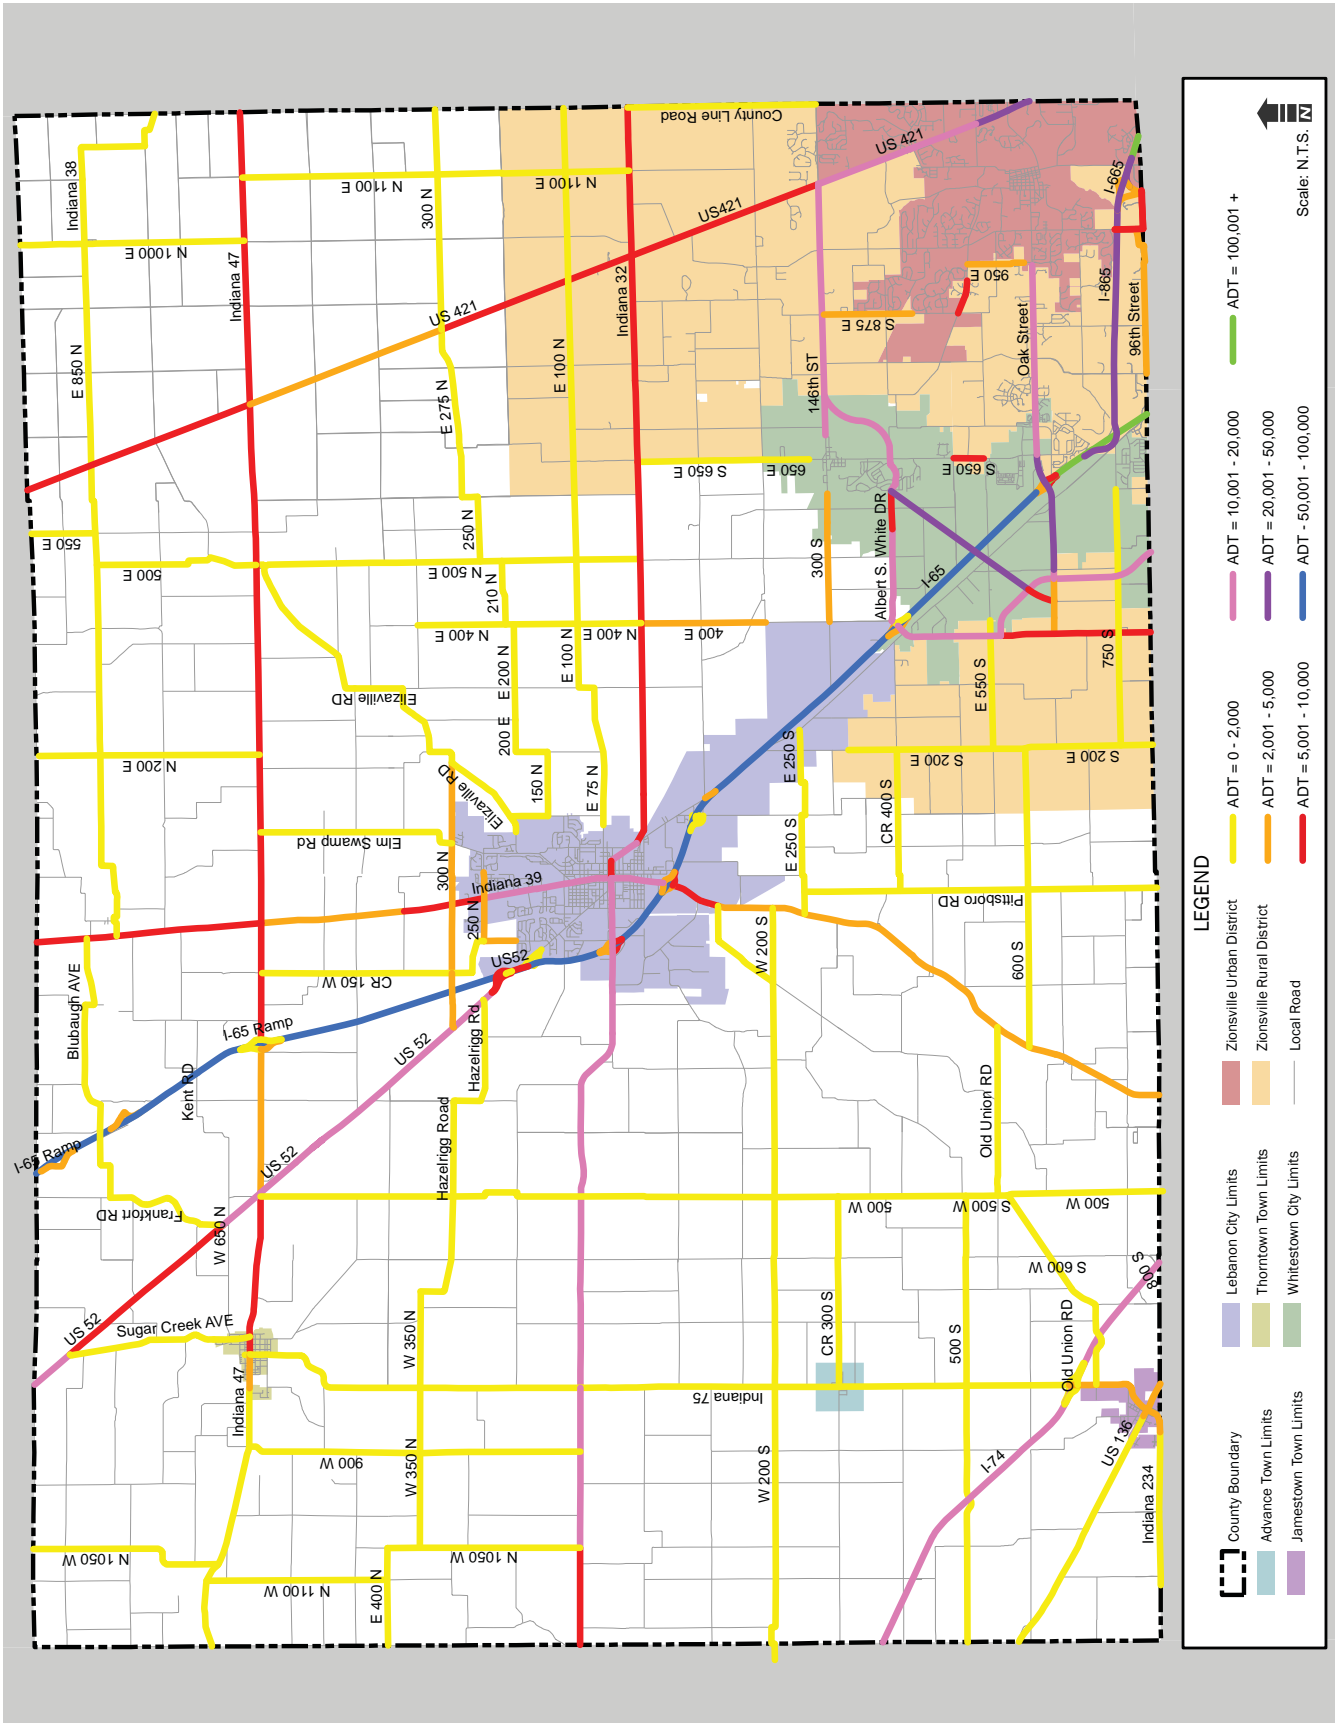 Indiana 38
N 1000 E
Indiana 47
N 1100 E
300 N
N 1100 E
County Line Road
US 421
I-665
US421
Indiana 32
US 421
E 850 N
E 275 N
E 100 N
146th ST
S 875 E
950 E
Oak Street
I-865
96th Street
550 E
500 E
250 N
N 500 E
210 N
S 650 E
650 E
S 650 E
300 S
Albert S. White DR
I-65
N 400 E
N 400 E
400 E
E 200 N
E 100 N
Elizaville RD
200 E
150 N
E 75 N
N 200 E
Elizaville RD
E 250 S
E 550 S
750 S
S 200 E
S 200 E
CR 400 S
Elm Swamp Rd
300 N
Indiana 39
250 N
E 250 S
Pittsboro RD
W 200 S
600 S
CR 150 W
US52
Blubaugh AVE
I-65 Ramp
US 52
Hazelrigg Rd
Kent RD
Old Union RD
I-65 Ramp
US 52
Hazelrigg Road
Frankfort RD
W 650 N
500 W
S 500 W
500 W
S 600 W
800 S
US 52
Sugar Creek AVE
W 350 N
CR 300 S
500 S
Old Union RD
Indiana 47
Indiana 75
900 W
W 350 N
W 200 S
I-74
US 136
Indiana 234
N 1050 W
N 1050 W
N 1100 W
E 400 N
LEGEND
County Boundary
Advance Town Limits
Jamestown Town Limits
Lebanon City Limits
Thorntown Town Limits
Whitestown City Limits
Zionsville Urban District
Zionsville Rural District
Local Road
ADT = 0 - 2,000
ADT = 2,001 - 5,000
ADT = 5,001 - 10,000
ADT = 10,001 - 20,000
ADT = 20,001 - 50,000
ADT - 50,001 - 100,000
ADT = 100,001 +
N
Scale: N.T.S.